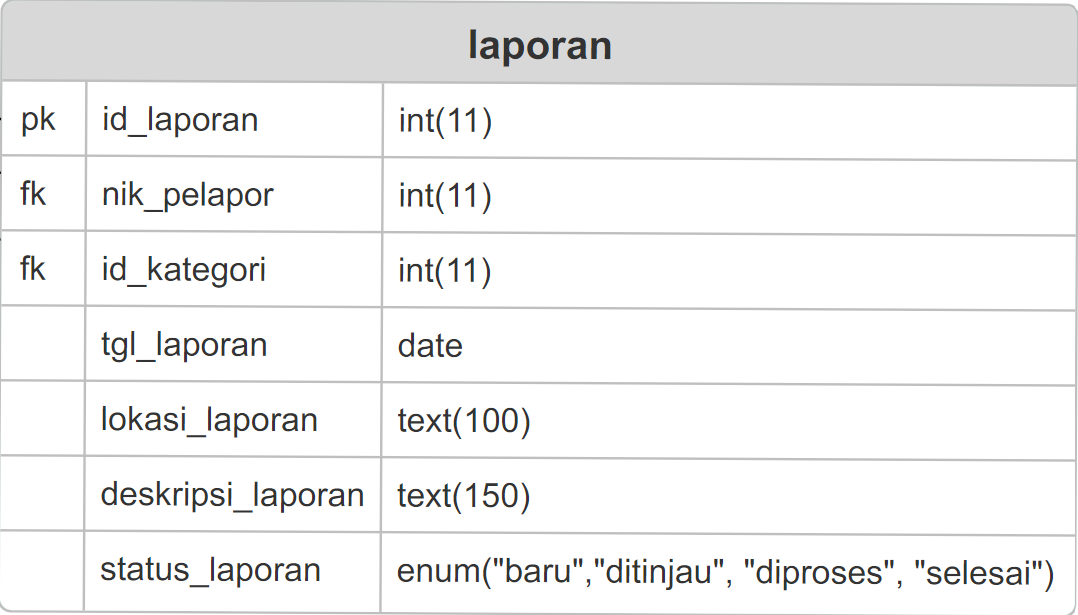 laporan
pk id_laporan int(11)
fk nik_pelapor int(11)
fk id_kategori int(11)
tgl_laporan date
lokasi_laporan text(100)
deskripsi_laporan text(150)
status_laporan enum("baru","ditinjau", "diproses", "selesai")